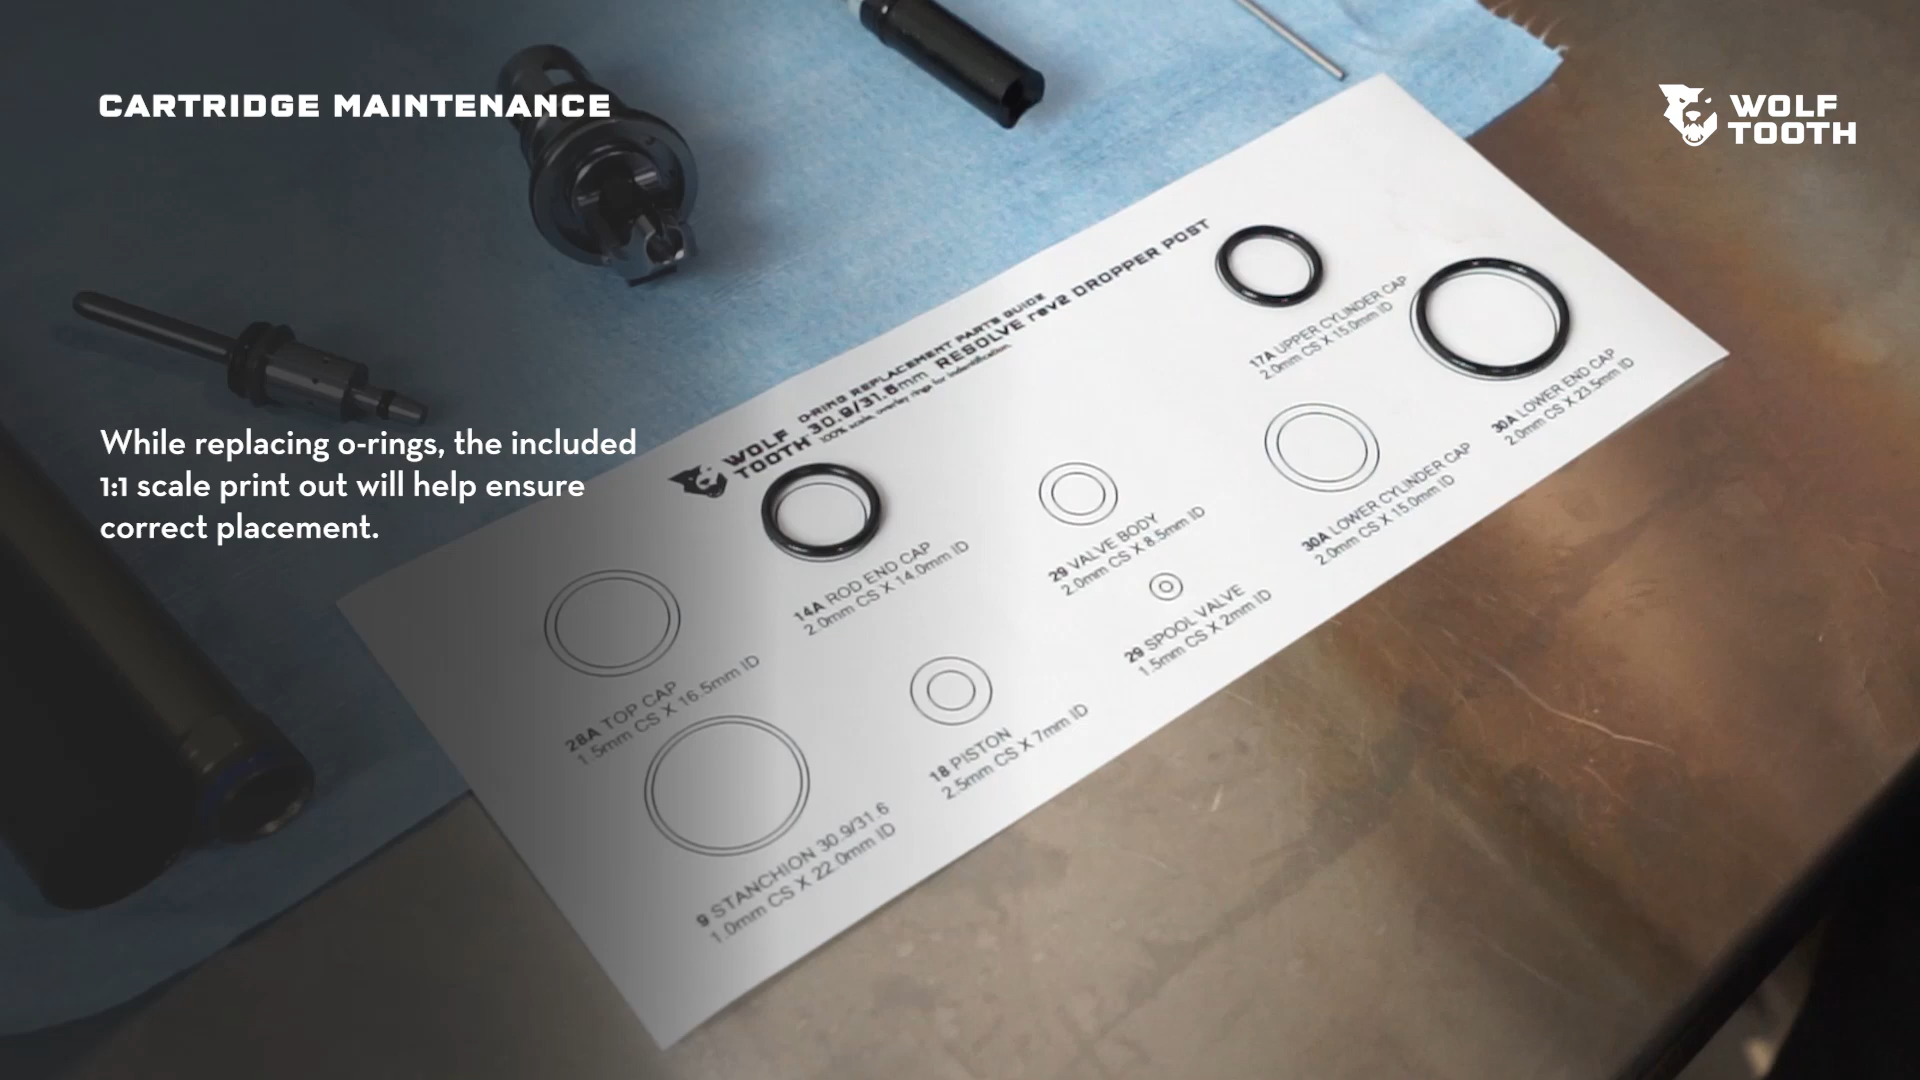 CARTRIDGE MAINTENANCE
WOLF
TOOTH
While replacing o-rings, the included
1:1 scale print out will help ensure
correct placement.
WOLF
TOOTH
O-RING REPLACEMENT PARTS GUIDE
30.9/31.6mm RESOLVE rev2 DROPPER POST
100% scale, overlay rings for indentification
17A UPPER CYLINDER CAP
2.0mm CS X 15.0mm ID
30A LOWER END CAP
2.0mm CS X 23.5mm ID
14A ROD END CAP
2.0mm CS X 14.0mm ID
29 VALVE BODY
2.0mm CS X 8.5mm ID
30A LOWER CYLINDER CAP
2.0mm CS X 15.0mm ID
28A TOP CAP
1.5mm CS X 16.5mm ID
29 SPOOL VALVE
1.5mm CS X 2mm ID
18 PISTON
2.5mm CS X 7mm ID
9 STANCHION 30.9/31.6
1.0mm CS X 22.0mm ID